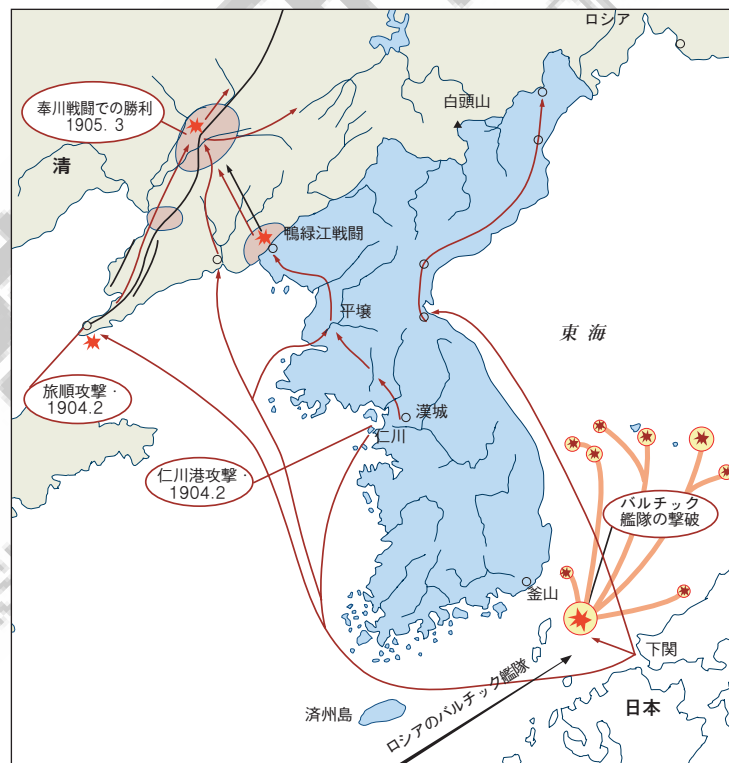 ロシア
奉川戦闘での勝利
1905. 3
白頭山
清
鴨緑江戦闘
平壌
東 海
旅順攻撃・
1904.2
漢城
仁川
仁川港攻撃・
1904.2
バルチック
艦隊の撃破
釜山
下関
ロシアのバルチック艦隊
済州島
日本